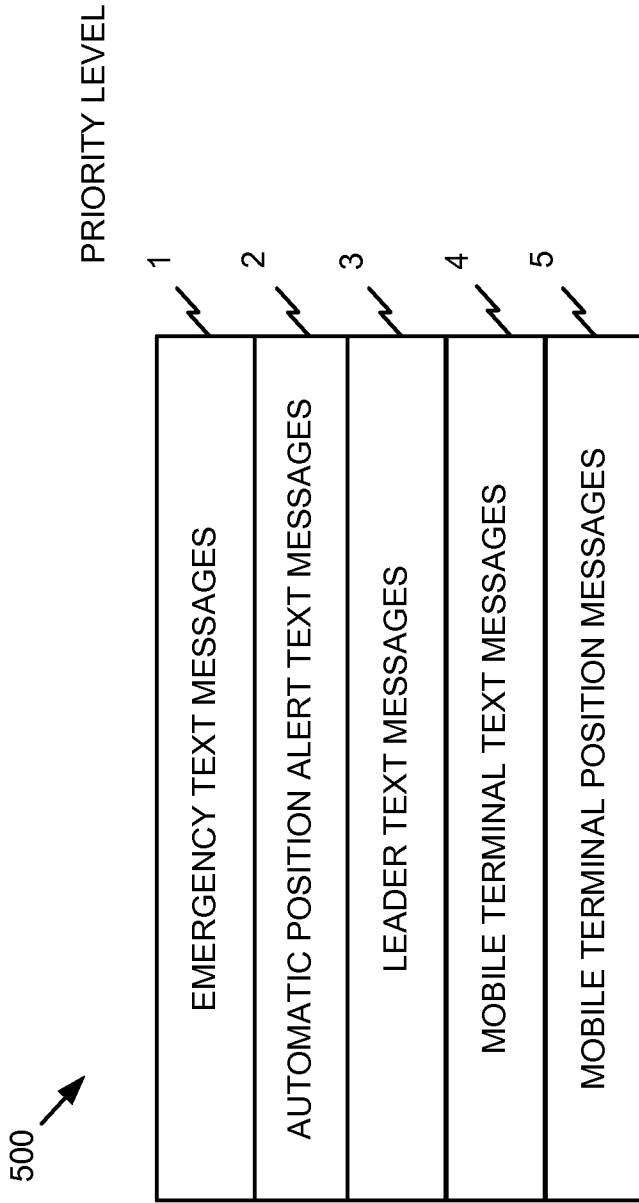 500
PRIORITY LEVEL
EMERGENCY TEXT MESSAGES
1
AUTOMATIC POSITION ALERT TEXT MESSAGES
2
LEADER TEXT MESSAGES
3
MOBILE TERMINAL TEXT MESSAGES
4
MOBILE TERMINAL POSITION MESSAGES
5